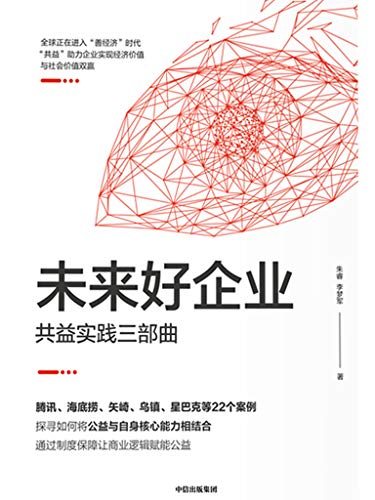 全球正在进入“善经济”时代
“共益”助力企业实现经济价值
与社会价值双赢
未来好企业
共益实践三部曲
朱睿 李梦军
著
腾讯、海底捞、矢崎、乌镇、星巴克等22个案例
探寻如何将公益与自身核心能力相结合
通过制度保障让商业逻辑赋能公益
中信出版集团